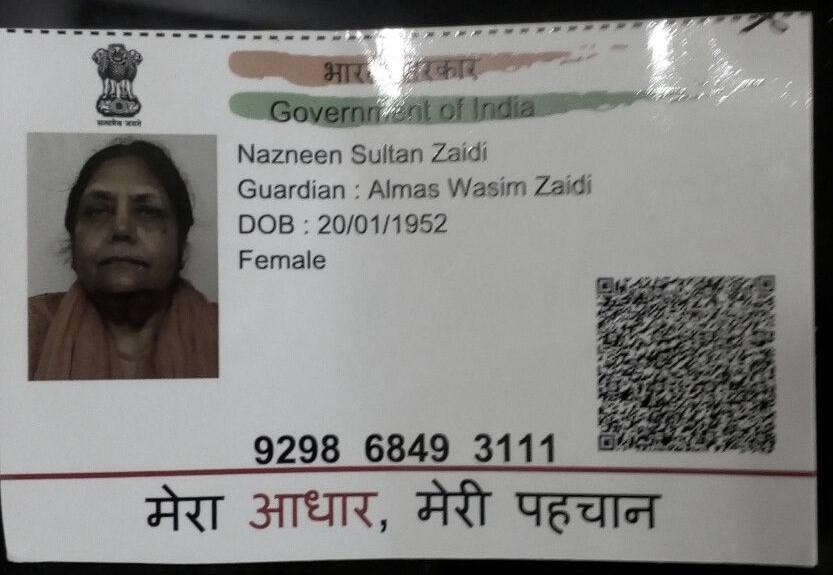 भारत सरकार
Government of India
सत्यमेव जयते
Nazneen Sultan Zaidi
Guardian : Almas Wasim Zaidi
DOB : 20/01/1952
Female
9298 6849 3111
मेरा आधार, मेरी पहचान